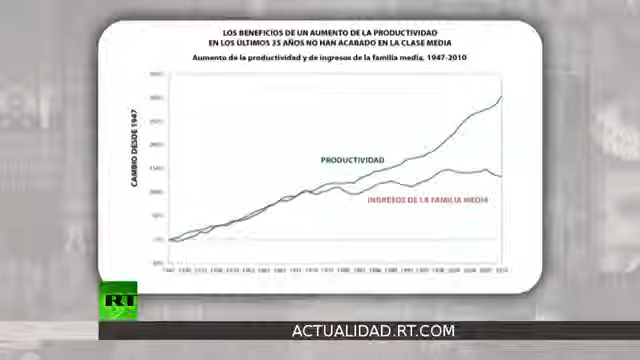 LOS BENEFICIOS DE UN AUMENTO DE LA PRODUCTIVIDAD
EN LOS ÚLTIMOS 35 AÑOS NO HAN ACABADO EN LA CLASE MEDIA
Aumento de la productividad y de ingresos de la familia media, 1947-2010
CAMBIO DESDE 1947
PRODUCTIVIDAD
INGRESOS DE LA FAMILIA MEDIA
RT
ACTUALIDAD.RT.COM